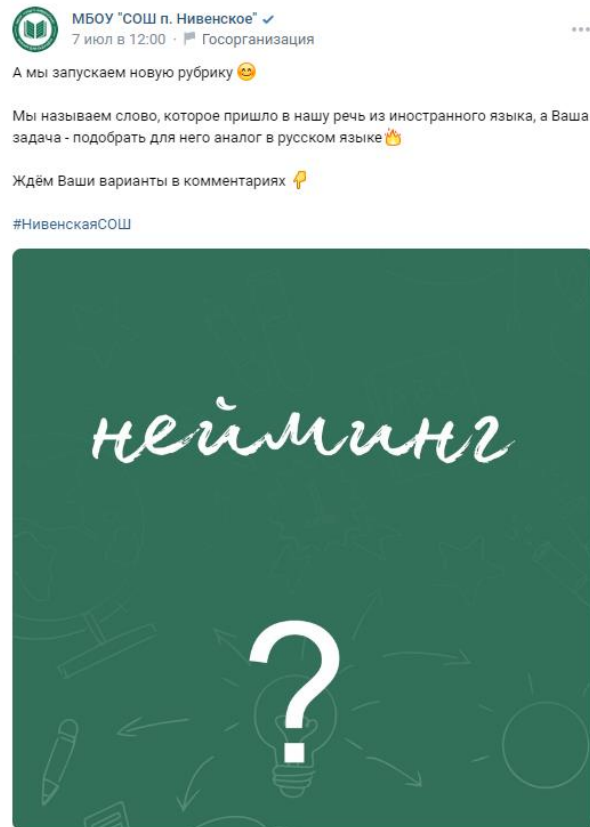 МБОУ "СОШ п. Нивенское"
7 июл в 12:00 · Госорганизация
А мы запускаем новую рубрику 😊
Мы называем слово, которое пришло в нашу речь из иностранного языка, а Ваша
задача - подобрать для него аналог в русском языке🔥
Ждём Ваши варианты в комментариях 👇
#НивенскаяСОШ
нейминг
?